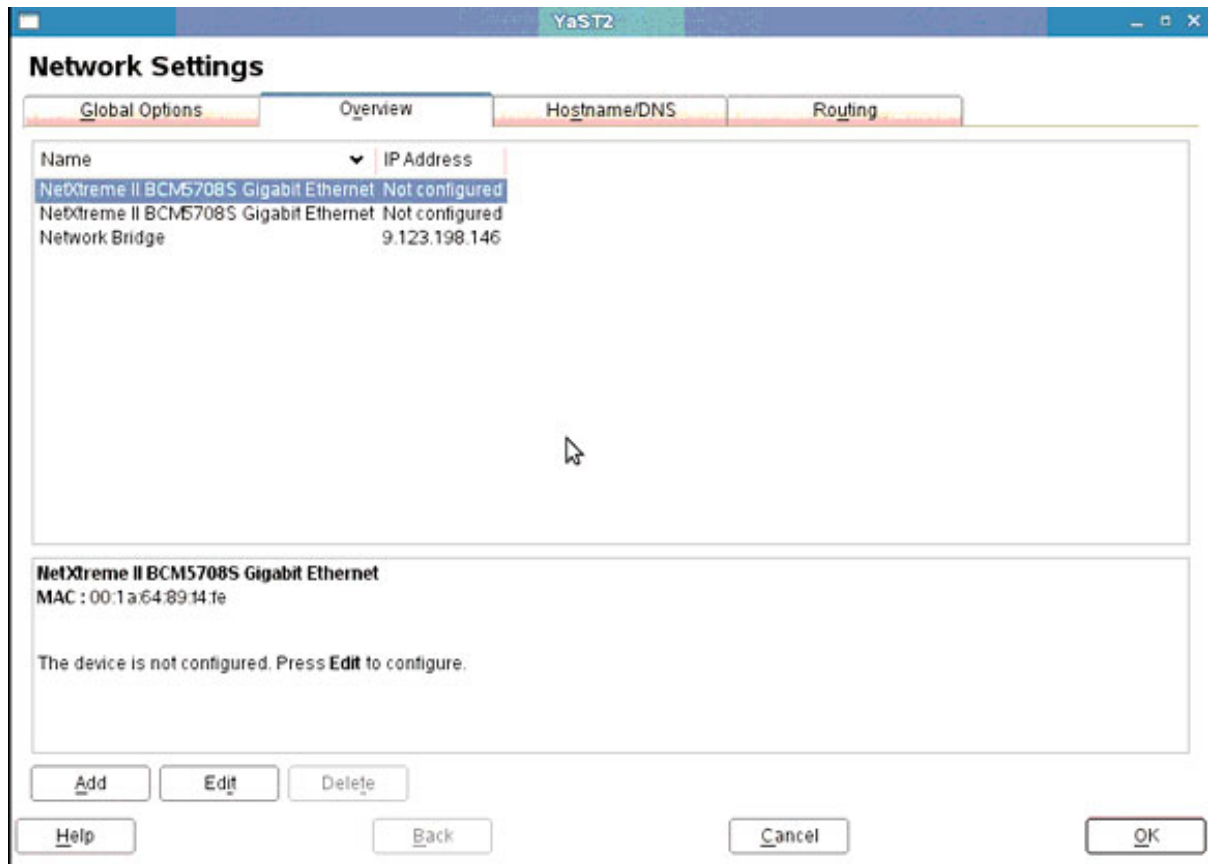 YaST2
Network Settings
Global Options Overview Hostname/DNS Routing
Name IP Address
NetXtreme II BCM5708S Gigabit Ethernet Not configured
NetXtreme II BCM5708S Gigabit Ethernet Not configured
Network Bridge 9.123.198.146
NetXtreme II BCM5708S Gigabit Ethernet
MAC : 00:1a:64:89:f4:fe
The device is not configured. Press Edit to configure.
Add Edit Delete
Help Back Cancel OK